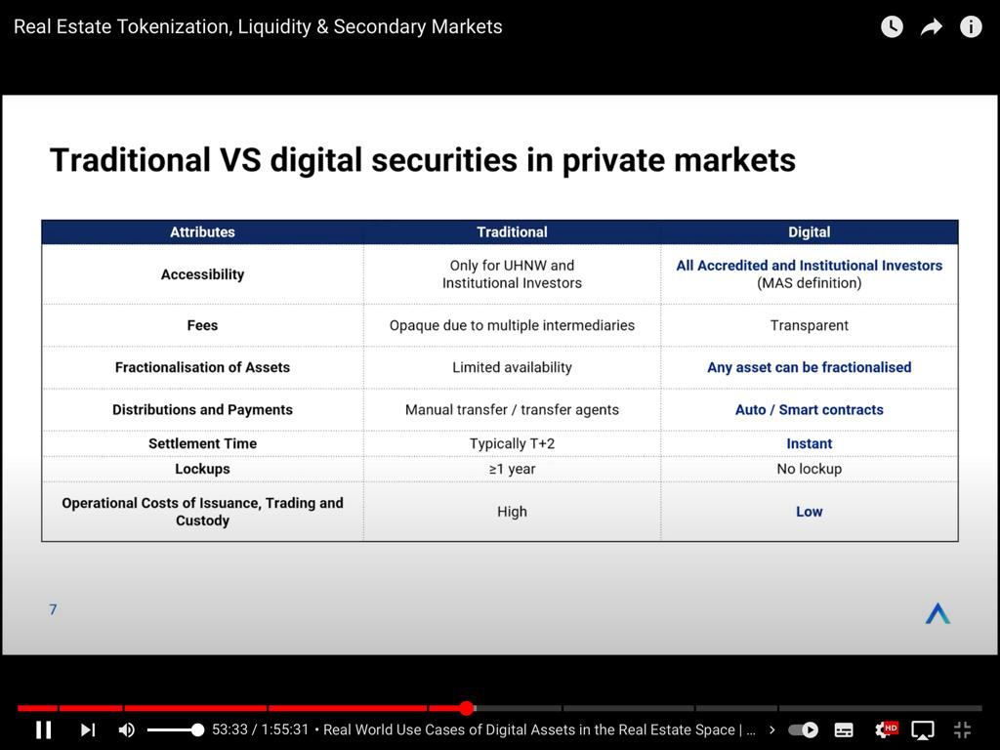 Real Estate Tokenization, Liquidity & Secondary Markets
Traditional VS digital securities in private markets
Attributes Traditional Digital
Accessibility Only for UHNW and Institutional Investors All Accredited and Institutional Investors (MAS definition)
Fees Opaque due to multiple intermediaries Transparent
Fractionalisation of Assets Limited availability Any asset can be fractionalised
Distributions and Payments Manual transfer / transfer agents Auto / Smart contracts
Settlement Time Typically T+2 Instant
Lockups ≥1 year No lockup
Operational Costs of Issuance, Trading and Custody High Low
7
53:33 / 1:55:31 • Real World Use Cases of Digital Assets in the Real Estate Space | ... HD